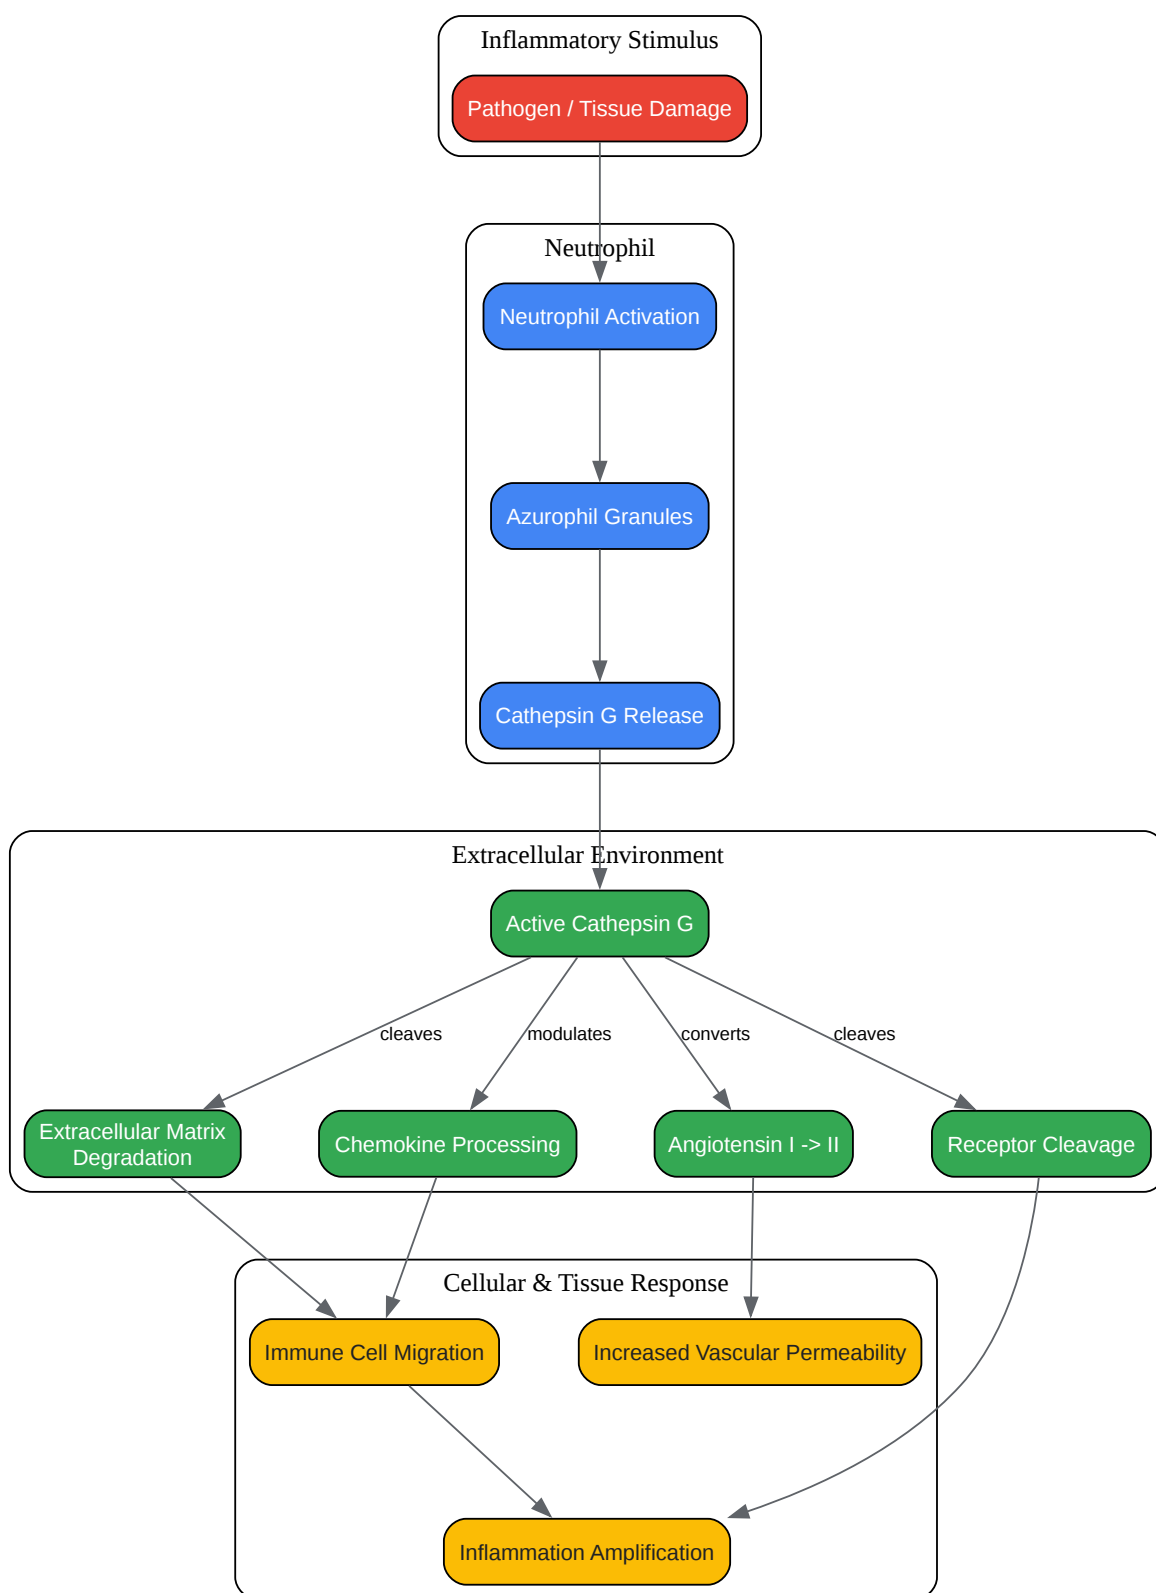 Inflammatory Stimulus
Pathogen / Tissue Damage
Neutrophil
Neutrophil Activation
Azurophil Granules
Cathepsin G Release
Extracellular Environment
Active Cathepsin G
cleaves
modulates
converts
cleaves
Extracellular Matrix
Degradation
Chemokine Processing
Angiotensin I -> II
Receptor Cleavage
Cellular & Tissue Response
Immune Cell Migration
Increased Vascular Permeability
Inflammation Amplification